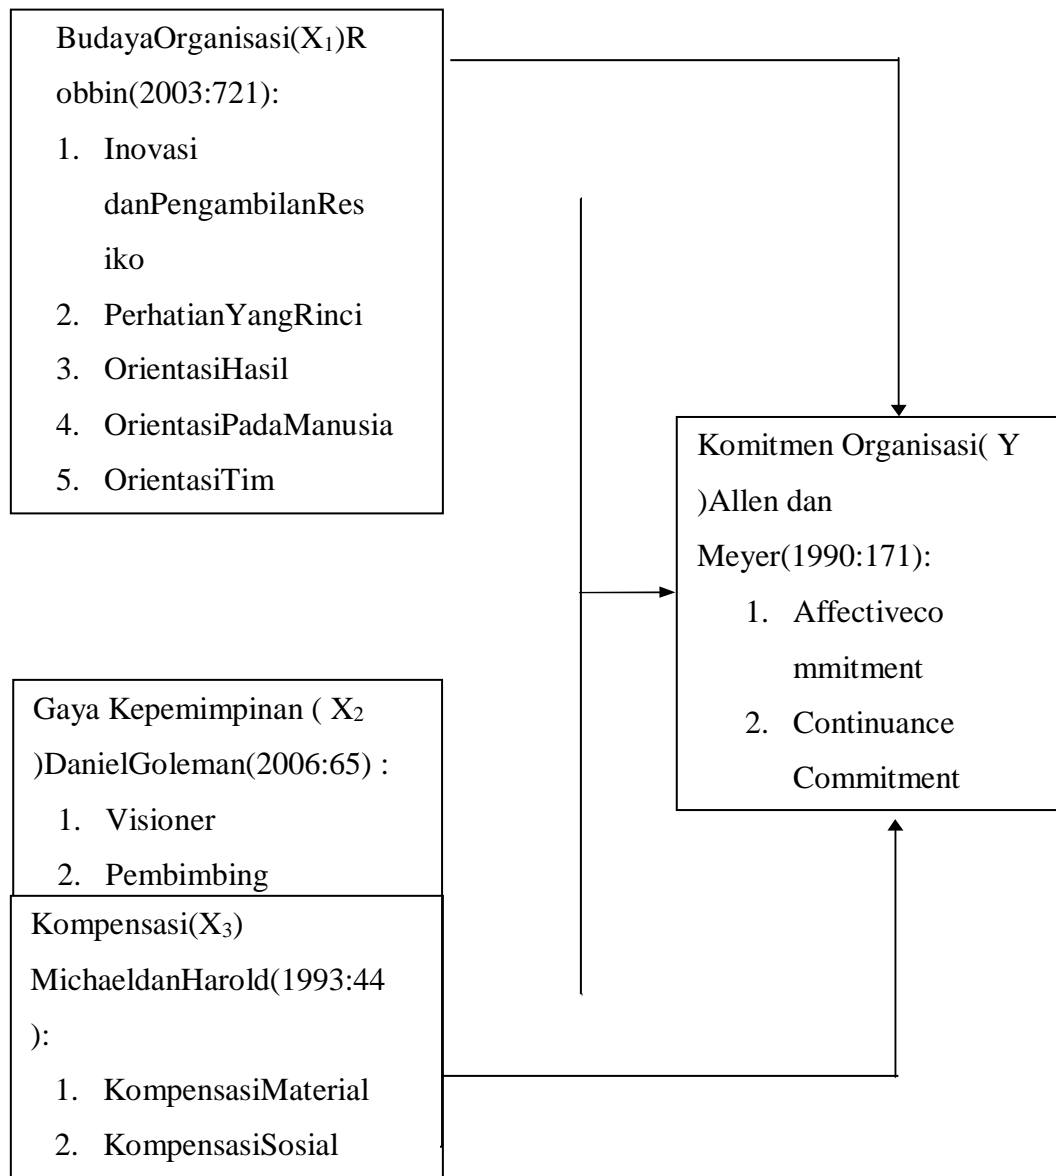 BudayaOrganisasi(X₁)R
obbin(2003:721):
1. Inovasi
danPengambilanRes
iko
2. PerhatianYangRinci
3. OrientasiHasil
4. OrientasiPadaManusia
5. OrientasiTim
Komitmen Organisasi( Y
)Allen dan
Meyer(1990:171):
1. Affectiveco
mmitment
2. Continuance
Commitment
Gaya Kepemimpinan ( X₂
)DanielGoleman(2006:65) :
1. Visioner
2. Pembimbing
Kompensasi(X₃)
MichaeldanHarold(1993:44
):
1. KompensasiMaterial
2. KompensasiSosial